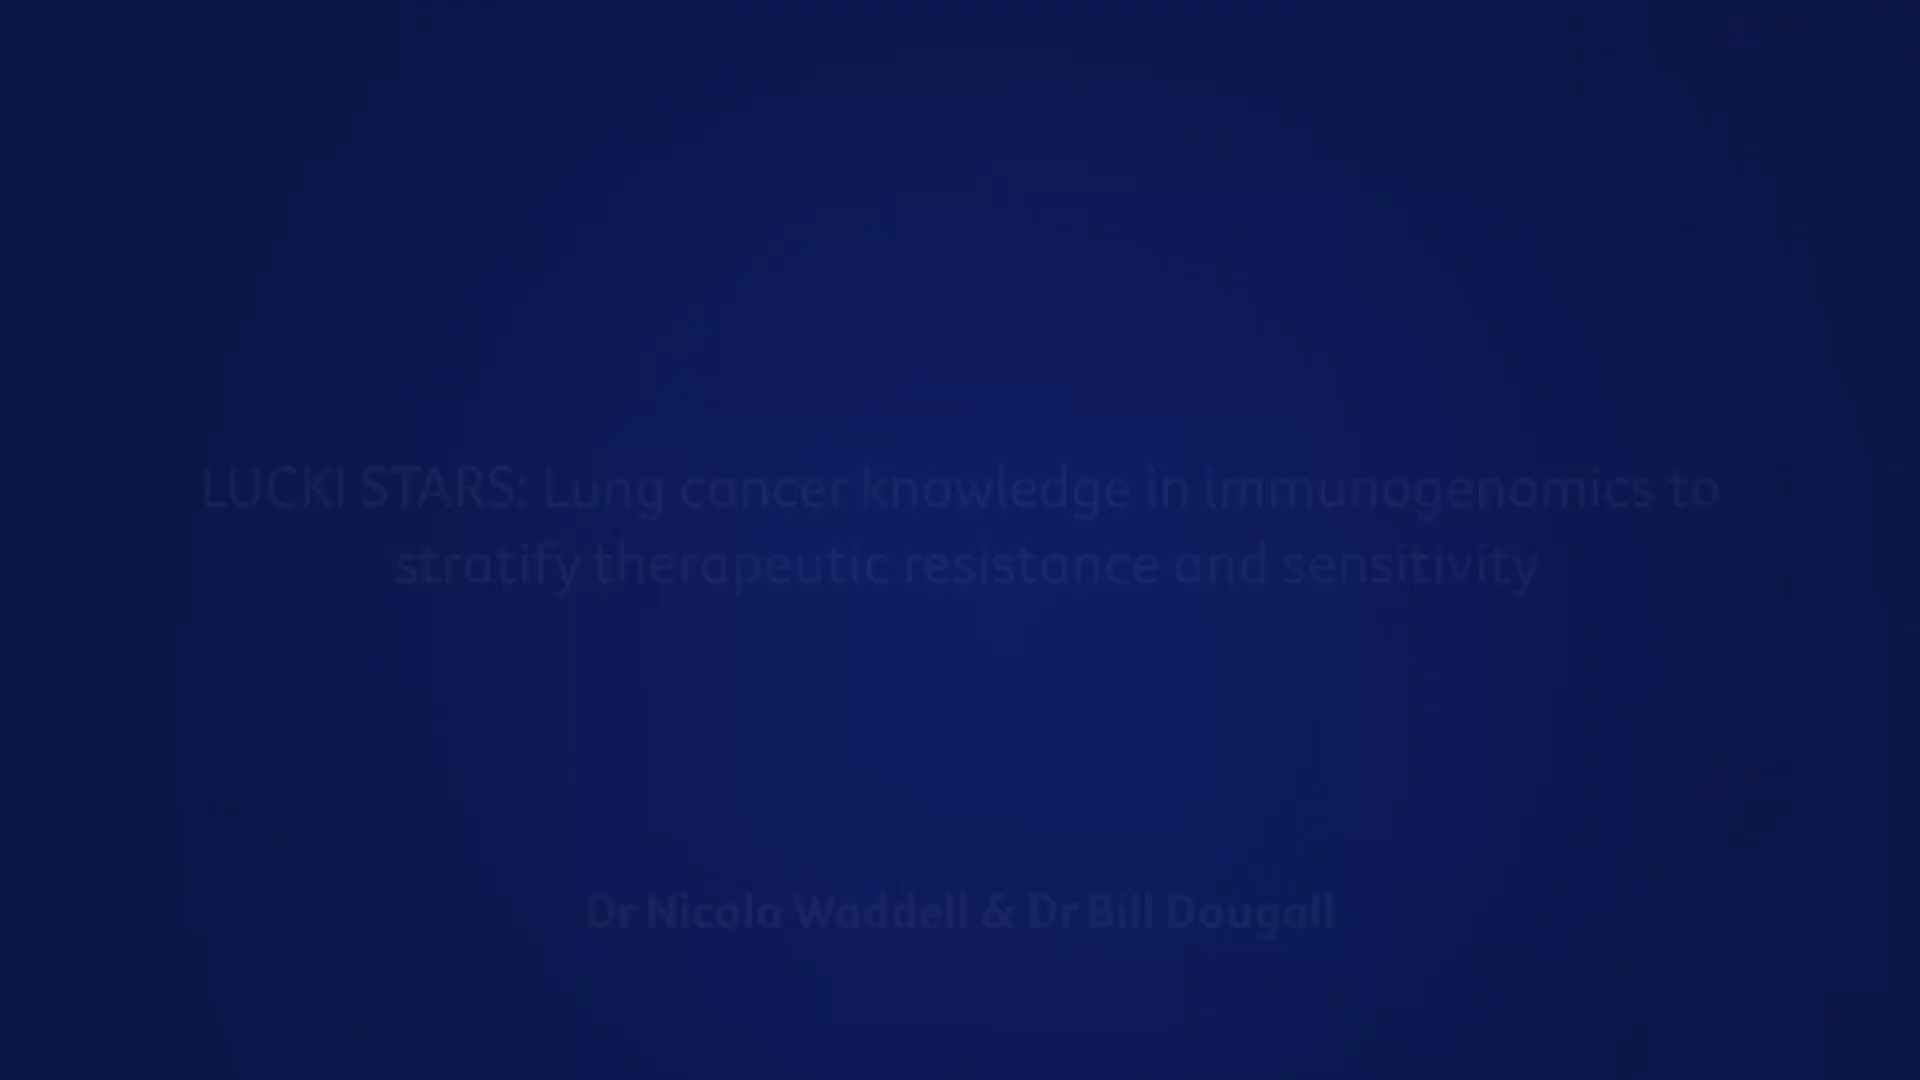 LUCKI STARS: Lung cancer knowledge in immunogenomics to
stratify therapeutic resistance and sensitivity
Dr Nicola Waddell & Dr Bill Dougall